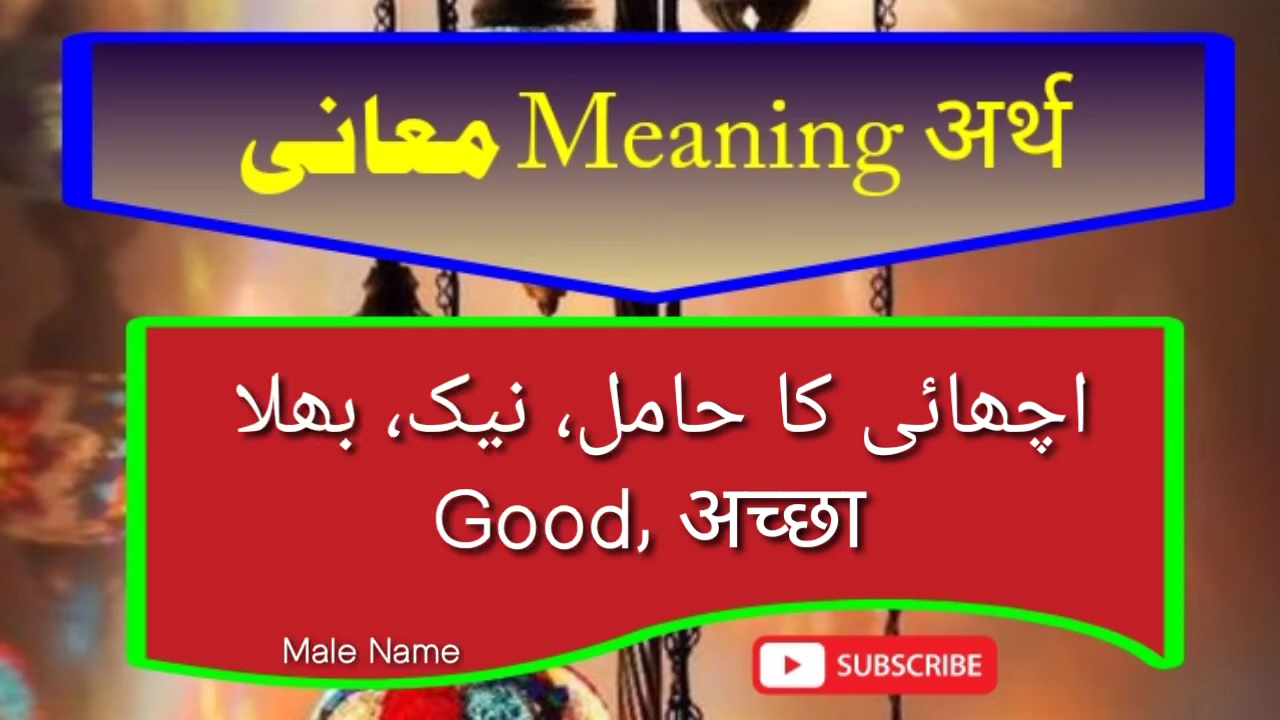 معانی Meaning अर्थ
اچھائی کا حامل، نیک، بھلا
Good, अच्छा
Male Name
SUBSCRIBE